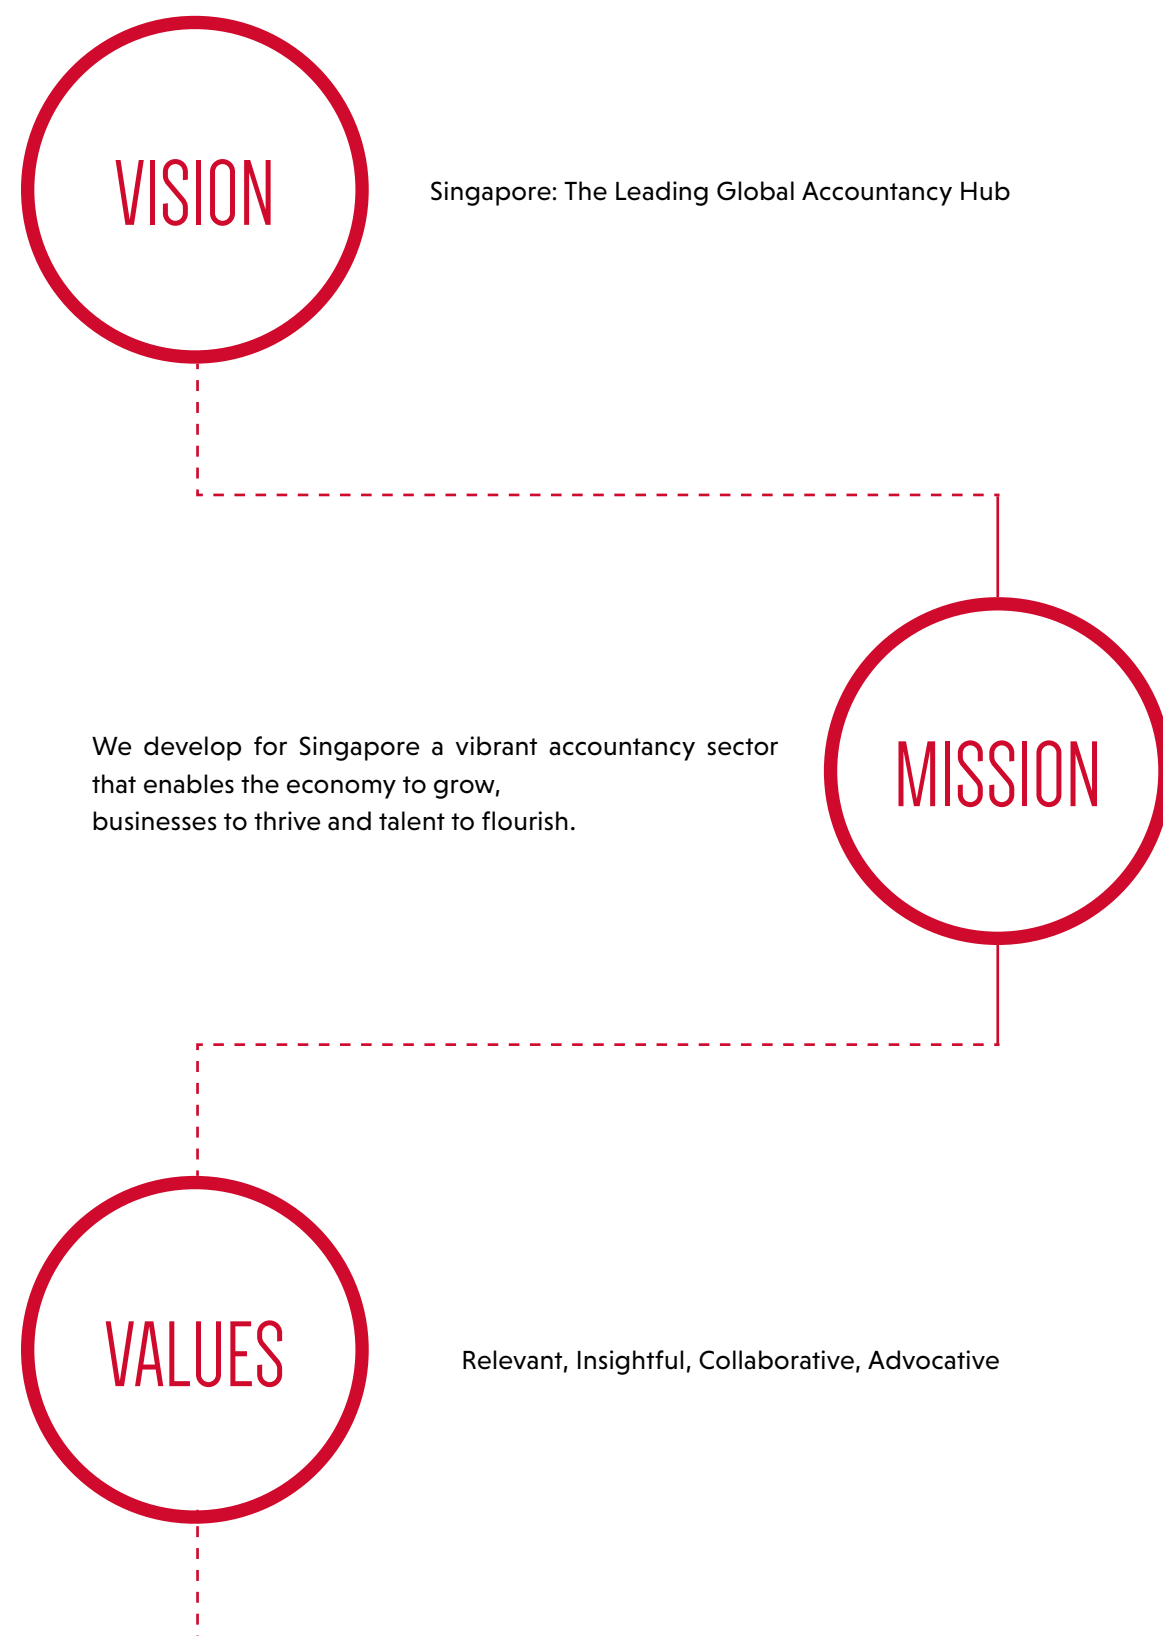 VISION
Singapore: The Leading Global Accountancy Hub
We develop for Singapore a vibrant accountancy sector
that enables the economy to grow,
businesses to thrive and talent to flourish.
MISSION
VALUES
Relevant, Insightful, Collaborative, Advocative